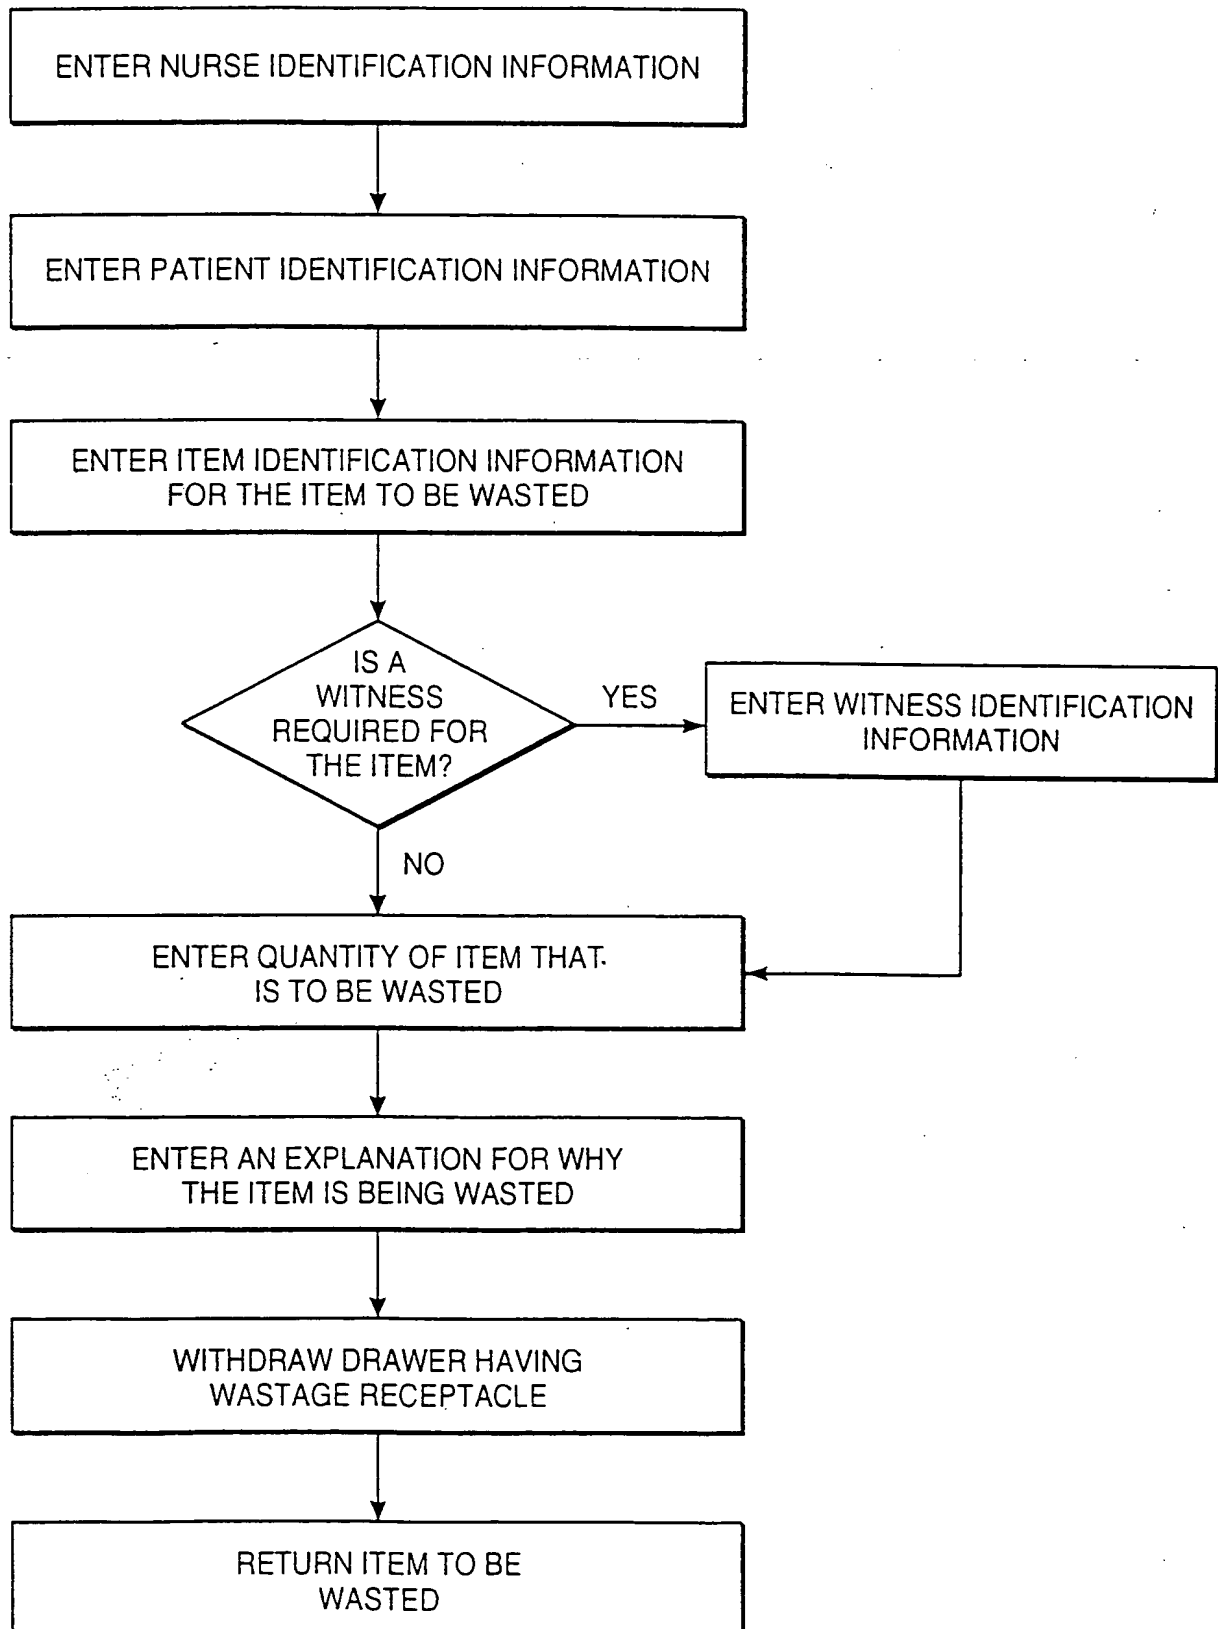 ENTER NURSE IDENTIFICATION INFORMATION
ENTER PATIENT IDENTIFICATION INFORMATION
ENTER ITEM IDENTIFICATION INFORMATION
FOR THE ITEM TO BE WASTED
IS A
WITNESS
REQUIRED FOR
THE ITEM?
YES
ENTER WITNESS IDENTIFICATION
INFORMATION
NO
ENTER QUANTITY OF ITEM THAT
IS TO BE WASTED
ENTER AN EXPLANATION FOR WHY
THE ITEM IS BEING WASTED
WITHDRAW DRAWER HAVING
WASTAGE RECEPTACLE
RETURN ITEM TO BE
WASTED